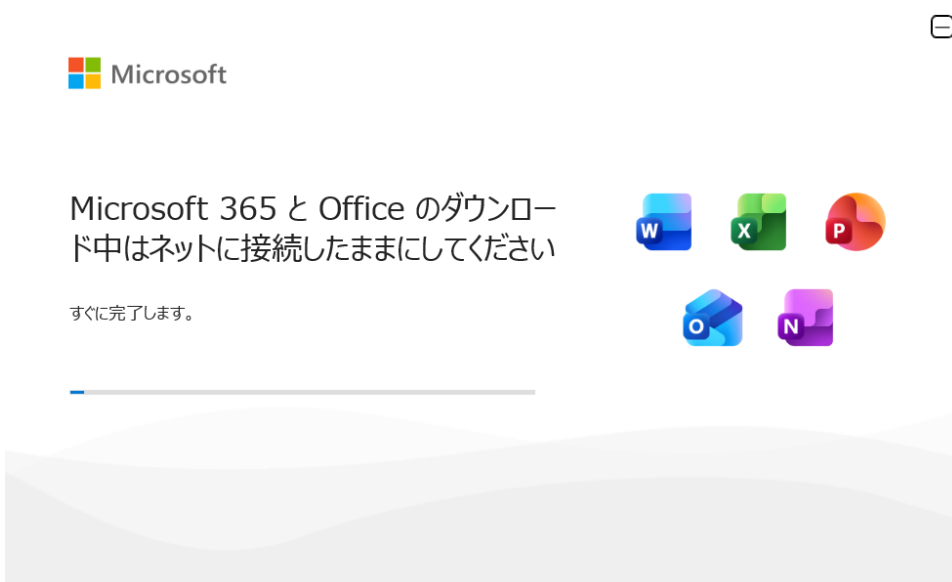 Microsoft
Microsoft 365 と Office のダウンロー
ド中はネットに接続したままにしてください
すぐに完了します。
W
X
P
O
N